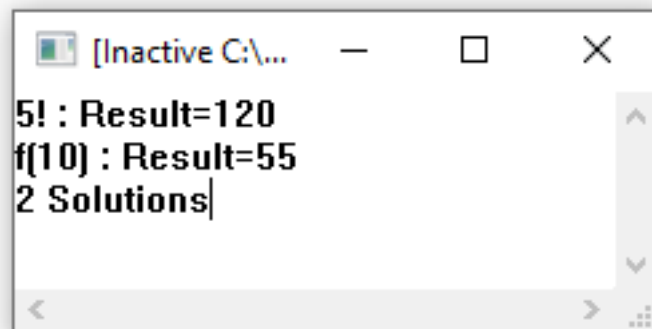 [Inactive C:\...
5! : Result=120
f(10) : Result=55
2 Solutions